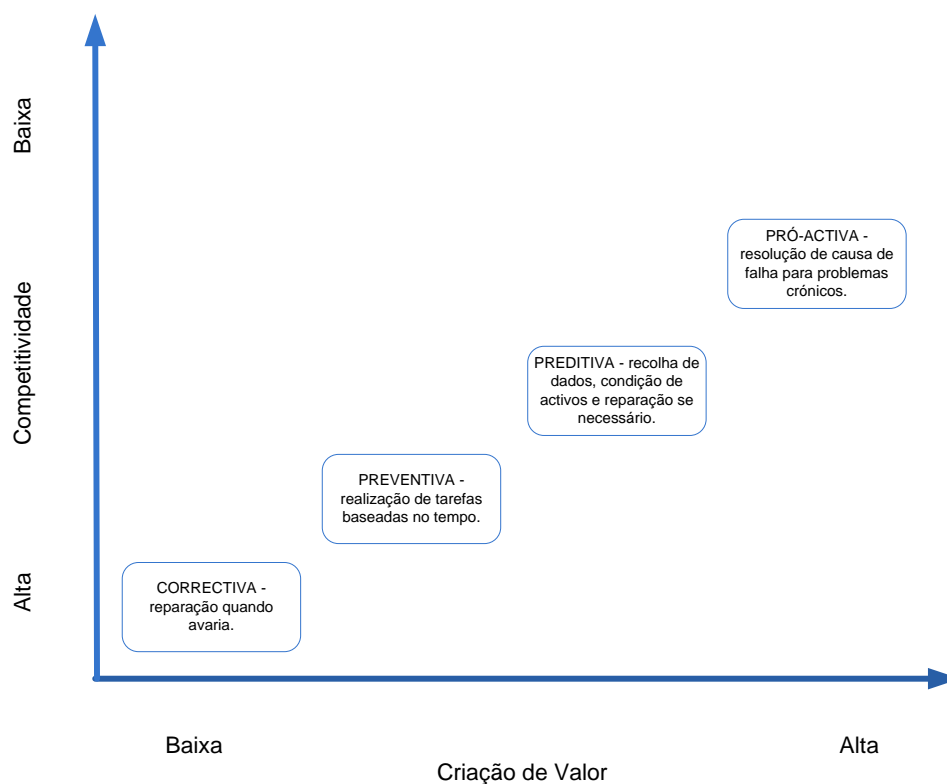 Baixa
PRÓ-ACTIVA -
resolução de causa de
falha para problemas
crónicos.
Competitividade
PREDITIVA - recolha de
dados, condição de
activos e reparação se
necessário.
PREVENTIVA -
realização de tarefas
baseadas no tempo.
Alta
CORRECTIVA -
reparação quando
avaria.
Baixa
Alta
Criação de Valor